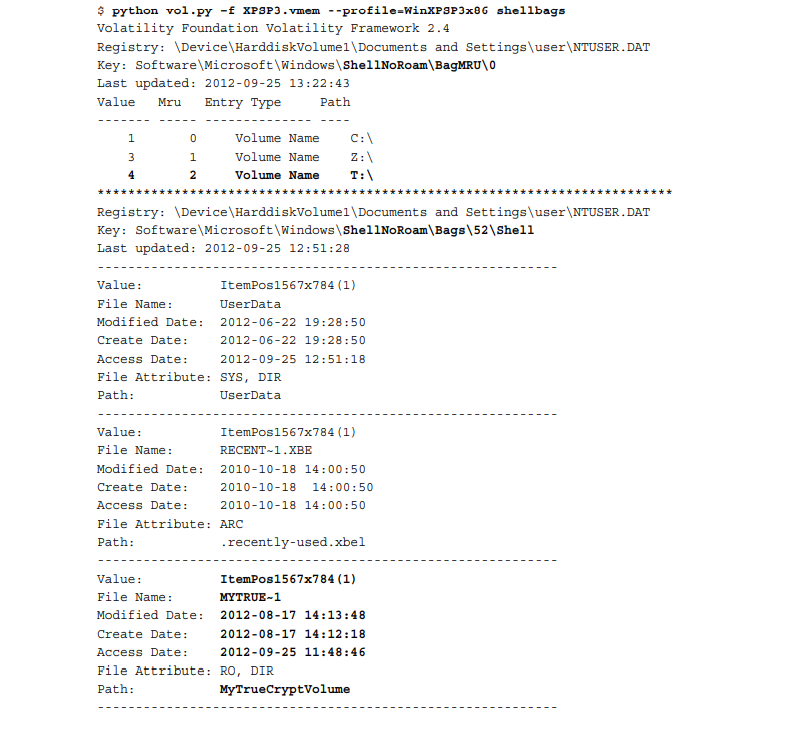 $ python vol.py -f XPSP3.vmem --profile=WinXPSP3x86 shellbags
Volatility Foundation Volatility Framework 2.4
Registry: \Device\HarddiskVolume1\Documents and Settings\user\NTUSER.DAT
Key: Software\Microsoft\Windows\ShellNoRoam\BagMRU\0
Last updated: 2012-09-25 13:22:43
Value   Mru   Entry Type     Path
------- ----- -------------- ----
    1       0     Volume Name    C:\
    3       1     Volume Name    Z:\
    4       2     Volume Name    T:\
***************************************************************************
Registry: \Device\HarddiskVolume1\Documents and Settings\user\NTUSER.DAT
Key: Software\Microsoft\Windows\ShellNoRoam\Bags\52\Shell
Last updated: 2012-09-25 12:51:28
------------------------------------------------------------
Value:          ItemPos1567x784(1)
File Name:      UserData
Modified Date:  2012-06-22 19:28:50
Create Date:    2012-06-22 19:28:50
Access Date:    2012-09-25 12:51:18
File Attribute: SYS, DIR
Path:           UserData
------------------------------------------------------------
Value:          ItemPos1567x784(1)
File Name:      RECENT~1.XBE
Modified Date:  2010-10-18 14:00:50
Create Date:    2010-10-18  14:00:50
Access Date:    2010-10-18 14:00:50
File Attribute: ARC
Path:           .recently-used.xbel
------------------------------------------------------------
Value:          ItemPos1567x784(1)
File Name:      MYTRUE~1
Modified Date:  2012-08-17 14:13:48
Create Date:    2012-08-17 14:12:18
Access Date:    2012-09-25 11:48:46
File Attribute: RO, DIR
Path:           MyTrueCryptVolume
------------------------------------------------------------